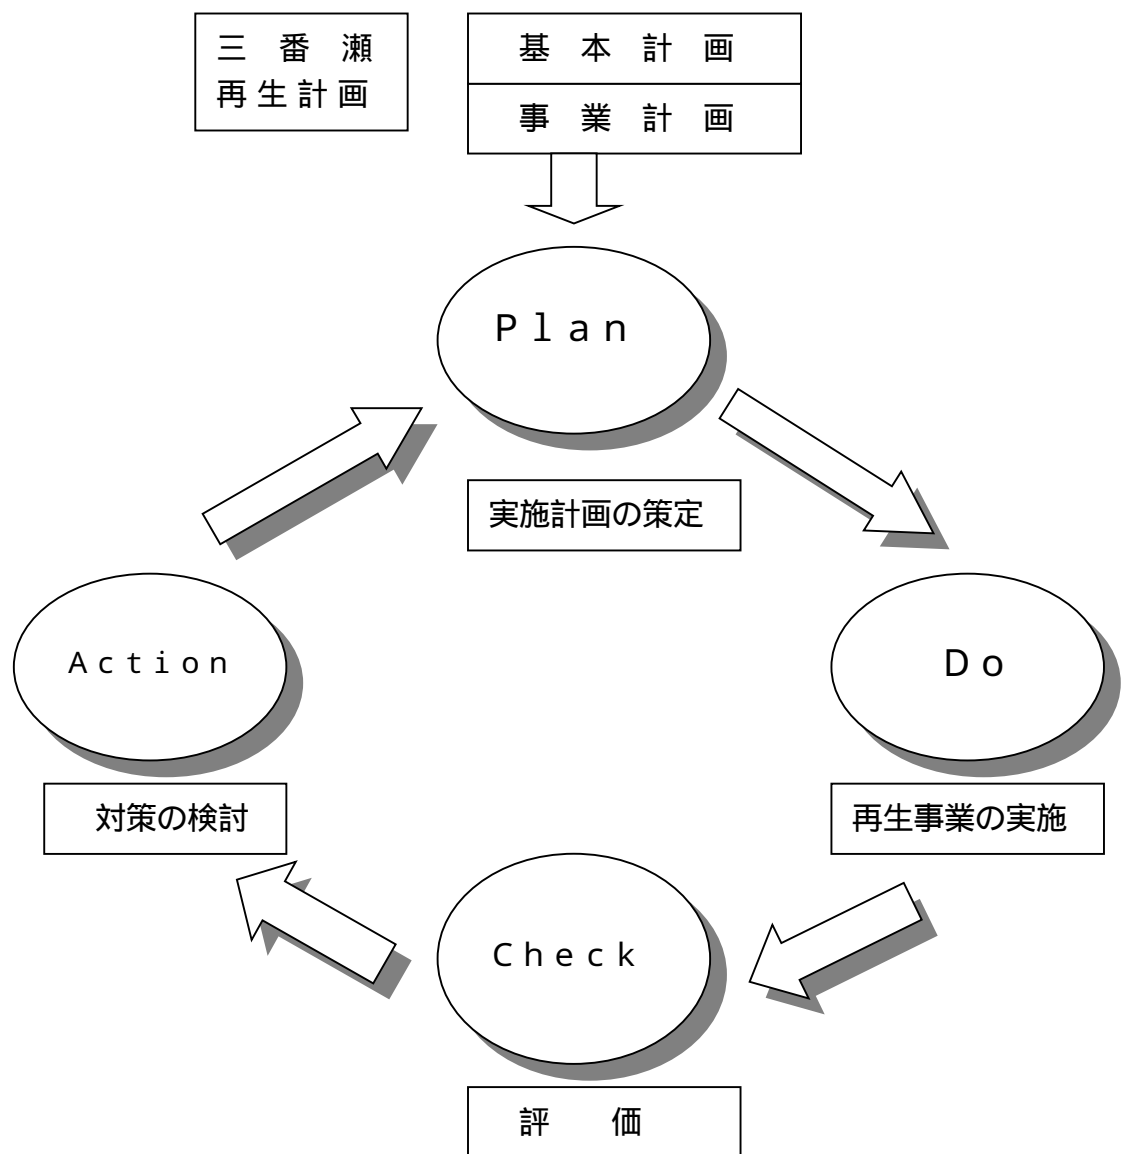 三　番　瀬
再生計画
基　本　計　画
事　業　計　画
Ｐｌａｎ
実施計画の策定
Ａｃｔｉｏｎ
Ｄｏ
対策の検討
再生事業の実施
Ｃｈｅｃｋ
評　　価